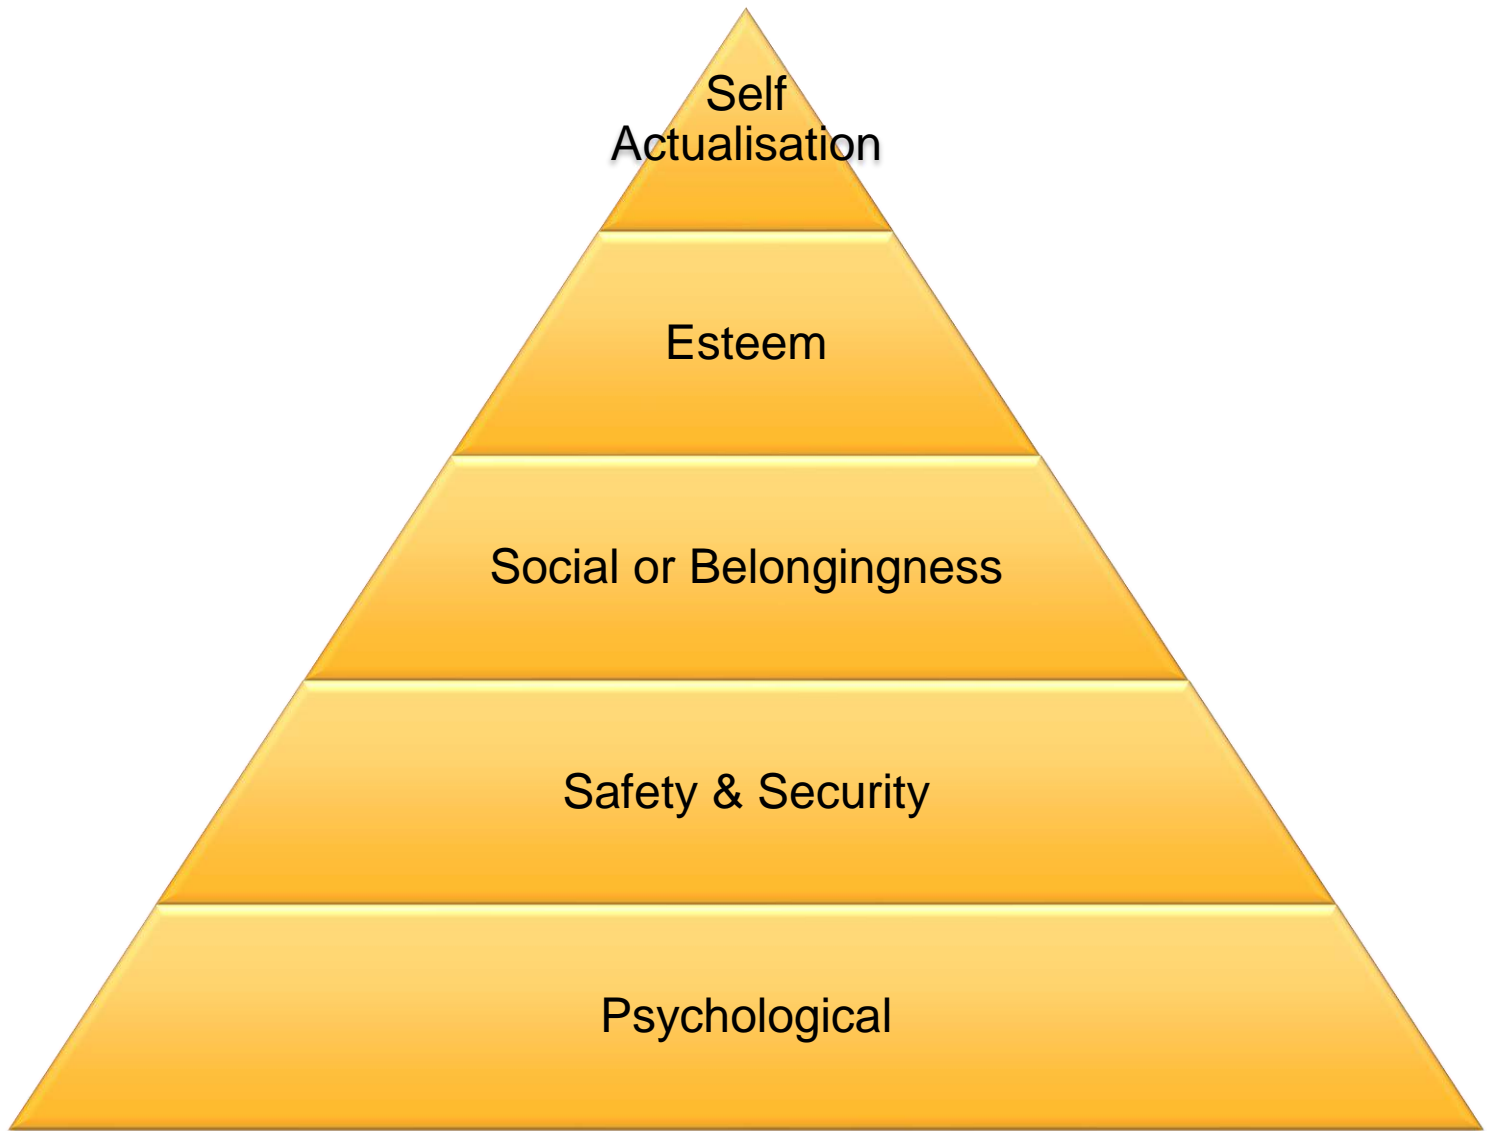 Self
Actualisation
Esteem
Social or Belongingness
Safety & Security
Psychological